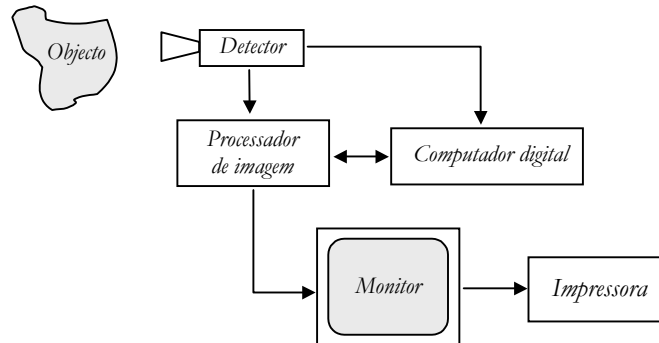 Objecto
Detector
Processador
de imagem
Computador digital
Monitor
Impressora